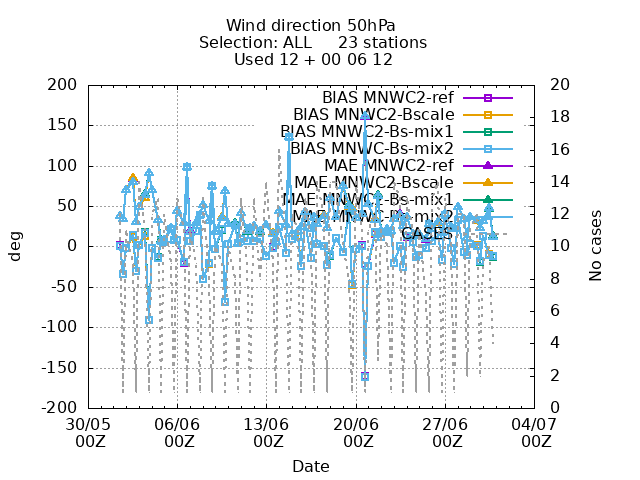 Wind direction 50hPa
Selection: ALL 23 stations
Used 12 + 00 06 12
200
150
100
50
0
-50
-100
-150
-200
deg
20
18
16
14
12
10
8
6
4
2
0
No cases
BIAS MNWC2-ref
BIAS MNWC2-Bscale
BIAS MNWC2-Bs-mix1
BIAS MNWC-Bs-mix2
MAE MNWC2-ref
MAE MNWC2-Bscale
MAE MNWC-Bs-mix1
MAE MNWC-Bs-mix2
CASES
30/05 06/06 13/06 20/06 27/06 04/07
00Z 00Z 00Z 00Z 00Z 00Z
Date